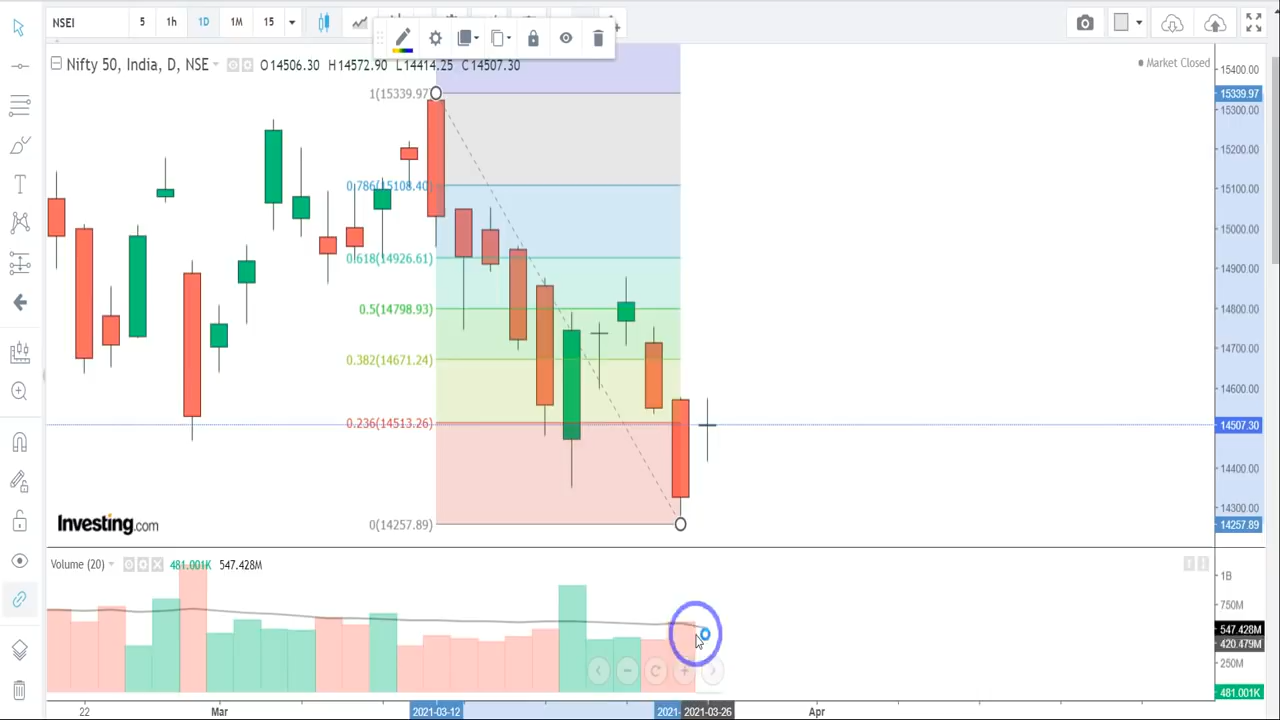 NSEI 5 1h 1D 1M 15
Nifty 50, India, D, NSE O14506.30 H14572.90 L14414.25 C14507.30
Market Closed
15400.00
1(15339.97)
15339.97
15300.00
15200.00
0.786(15108.40)
15100.00
15000.00
0.618(14926.61)
14900.00
0.5(14798.93)
14800.00
14700.00
0.382(14671.24)
14600.00
0.236(14513.26)
14507.30
14400.00
14300.00
Investing.com
0(14257.89)
14257.89
Volume (20) 481.001K 547.428M
1B
750M
547.428M
420.479M
250M
481.001K
22 Mar 2021-03-12 2021- 2021-03-26 Apr